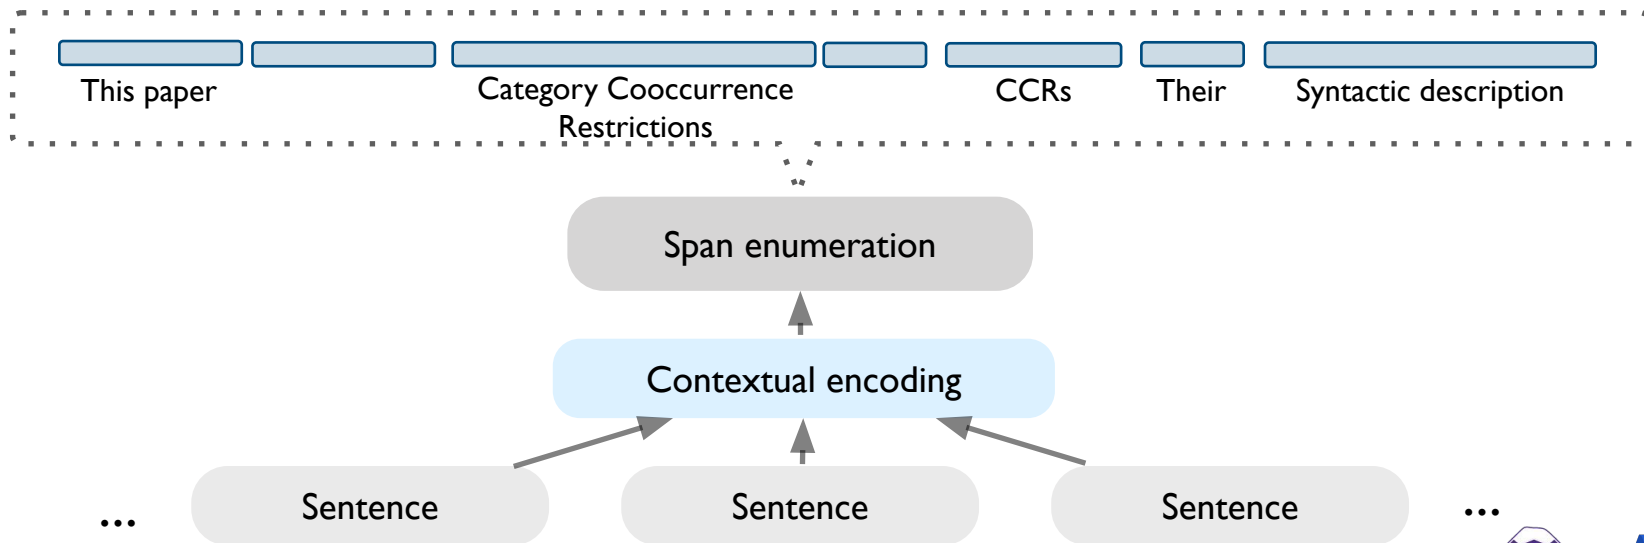 This paper
Category Cooccurrence
Restrictions
CCRs
Their
Syntactic description
Span enumeration
Contextual encoding
... Sentence Sentence Sentence ...